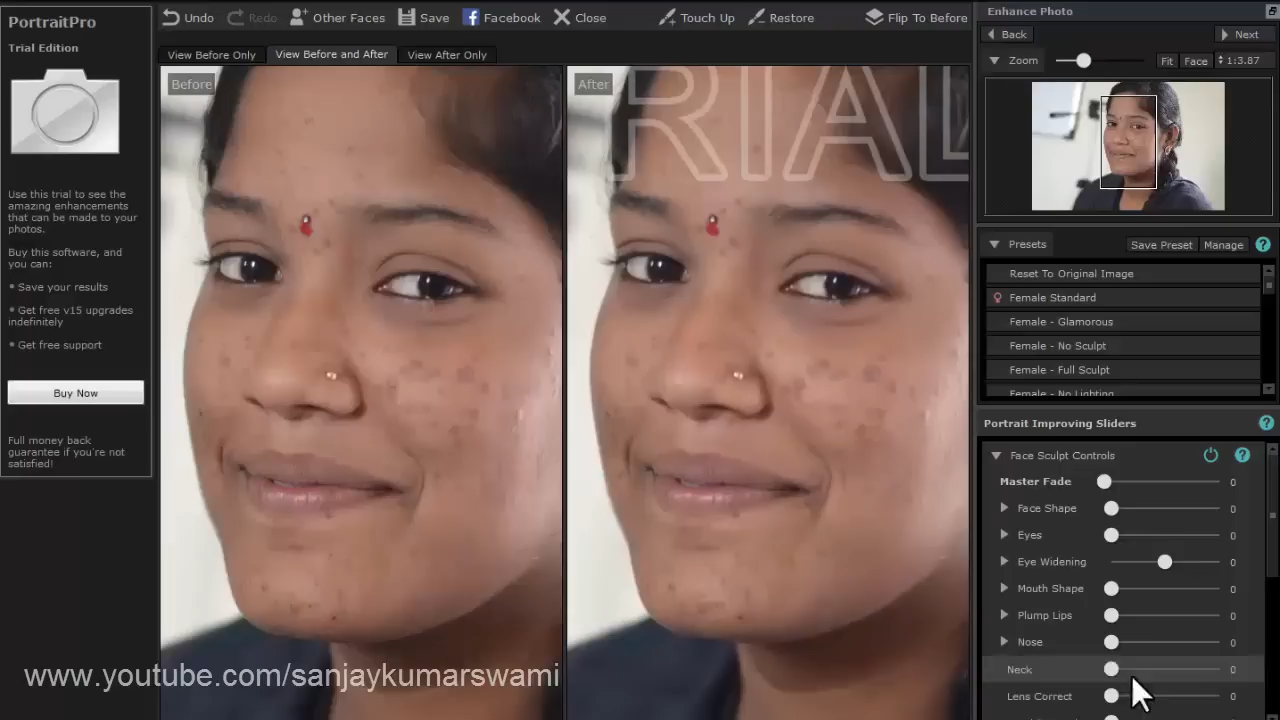 PortraitPro
Trial Edition
Use this trial to see the
amazing enhancements
that can be made to your
photos.
Buy this software, and
you can:
• Save your results
• Get free v15 upgrades
indefinitely
• Get free support
Buy Now
Full money back
guarantee if you're not
satisfied!
Undo Redo Other Faces Save Facebook Close Touch Up Restore Flip To Before
View Before Only View Before and After View After Only
Before After
RIAL
www.youtube.com/sanjaykumarswami
Enhance Photo
Back Next
Zoom Fit Face 1:3.87
Presets Save Preset Manage ?
Reset To Original Image
Female Standard
Female - Glamorous
Female - No Sculpt
Female - Full Sculpt
Female - No Lighting
Portrait Improving Sliders ?
Face Sculpt Controls ?
Master Fade 0
Face Shape 0
Eyes 0
Eye Widening 0
Mouth Shape 0
Plump Lips 0
Nose 0
Neck 0
Lens Correct 0